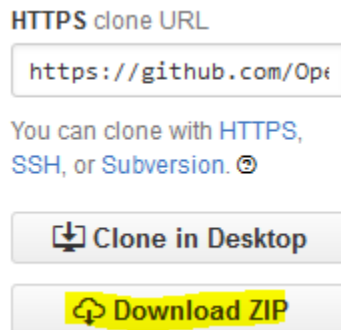 HTTPS clone URL
https://github.com/Ope
You can clone with HTTPS,
SSH, or Subversion.
Clone in Desktop
Download ZIP